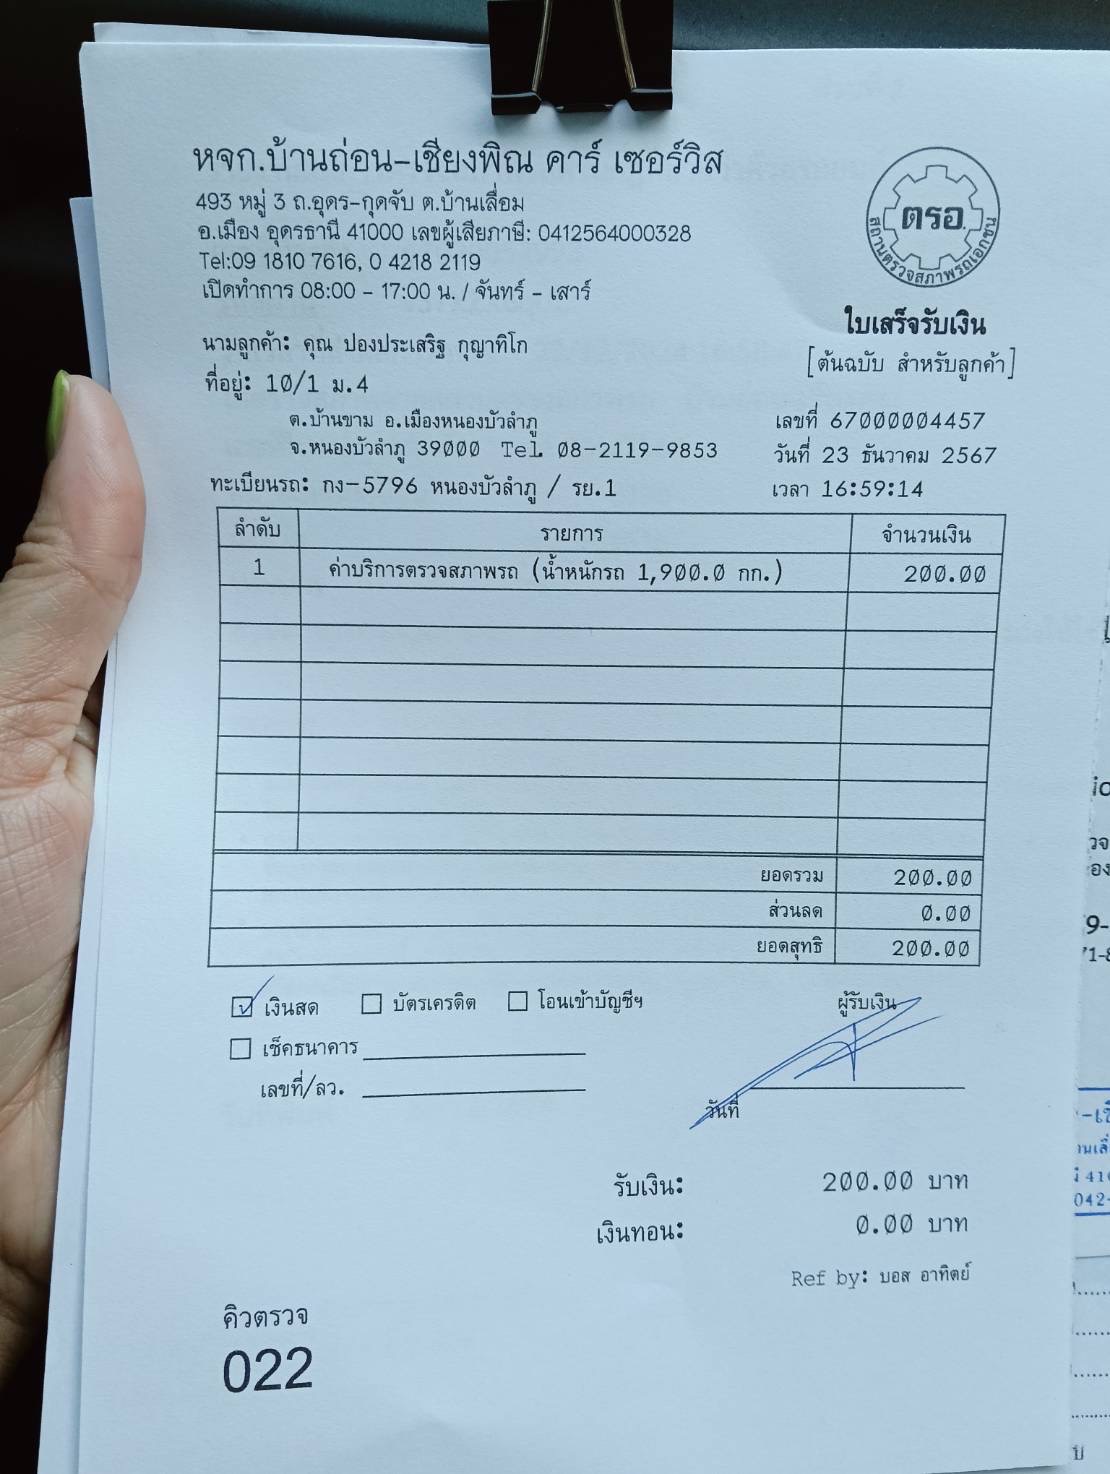 หจก.บ้านถ่อน-เชียงพิณ คาร์ เซอร์วิส
493 หมู่ 3 ถ.อุดร-กุดจับ ต.บ้านเลื่อม
อ.เมือง อุดรธานี 41000 เลขผู้เสียภาษี: 0412564000328
Tel:09 1810 7616, 0 4218 2119
เปิดทำการ 08:00 - 17:00 น. / จันทร์ - เสาร์
ตรอ.
สถานตรวจสภาพรถเอกชน
ใบเสร็จรับเงิน
[ต้นฉบับ สำหรับลูกค้า]
นามลูกค้า: คุณ ปองประเสริฐ กุญาทิโก
ที่อยู่: 10/1 ม.4
ต.บ้านขาม อ.เมืองหนองบัวลำภู
จ.หนองบัวลำภู 39000 Tel. 08-2119-9853
ทะเบียนรถ: กง-5796 หนองบัวลำภู / รย.1
เลขที่ 67000004457
วันที่ 23 ธันวาคม 2567
เวลา 16:59:14
ลำดับ รายการ จำนวนเงิน
1 ค่าบริการตรวจสภาพรถ (น้ำหนักรถ 1,900.0 กก.) 200.00
ยอดรวม 200.00
ส่วนลด 0.00
ยอดสุทธิ 200.00
เงินสด บัตรเครดิต โอนเข้าบัญชีฯ
เช็คธนาคาร
เลขที่/ลว.
ผู้รับเงิน
วันที่
รับเงิน: 200.00 บาท
เงินทอน: 0.00 บาท
Ref by: บอส อาทิตย์
คิวตรวจ
022